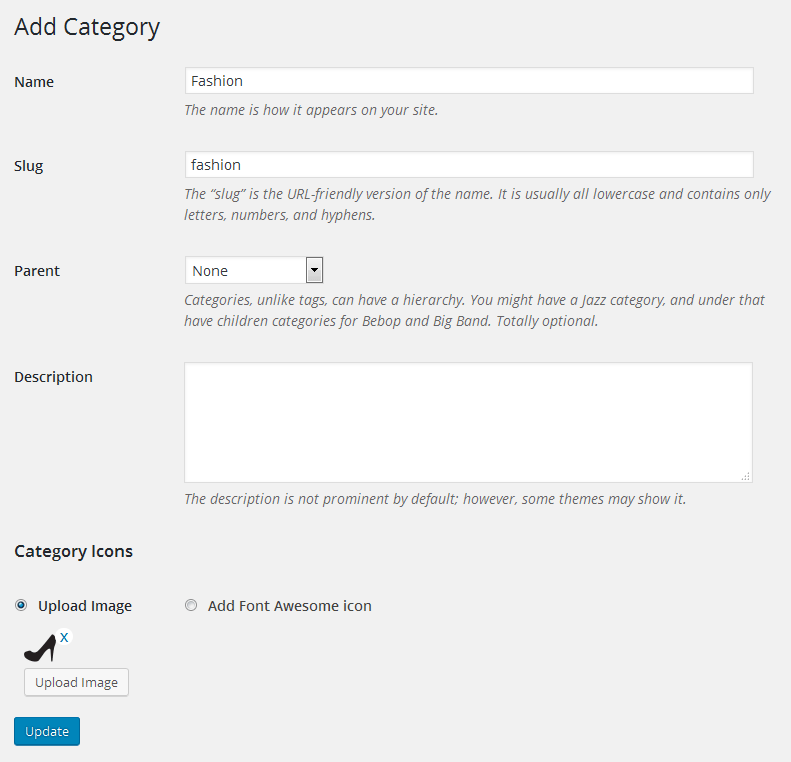 Add Category
Name
Fashion
The name is how it appears on your site.
Slug
fashion
The “slug” is the URL-friendly version of the name. It is usually all lowercase and contains only
letters, numbers, and hyphens.
Parent
None
Categories, unlike tags, can have a hierarchy. You might have a Jazz category, and under that
have children categories for Bebop and Big Band. Totally optional.
Description
The description is not prominent by default; however, some themes may show it.
Category Icons
Upload Image
Add Font Awesome icon
X
Upload Image
Update